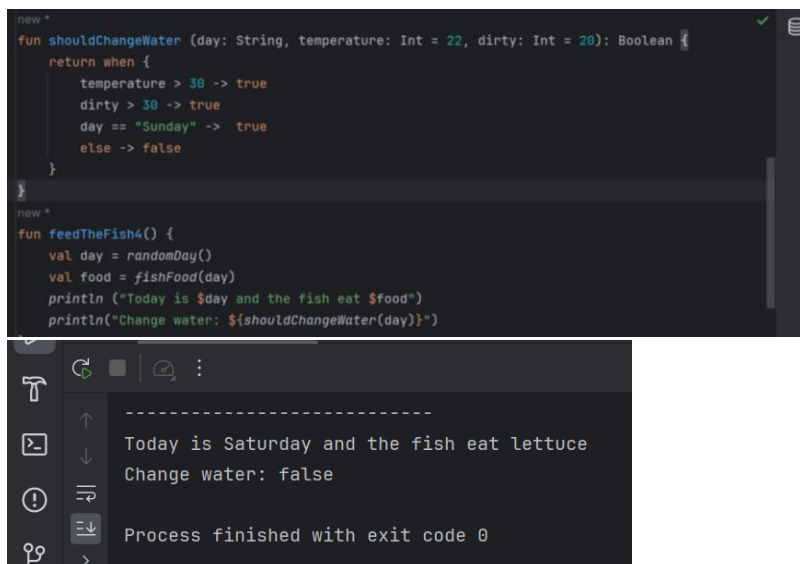 new *
fun shouldChangeWater (day: String, temperature: Int = 22, dirty: Int = 20): Boolean {
    return when {
        temperature > 30 -> true
        dirty > 30 -> true
        day == "Sunday" ->  true
        else -> false
    }
}
new *
fun feedTheFish4() {
    val day = randomDay()
    val food = fishFood(day)
    println ("Today is $day and the fish eat $food")
    println("Change water: ${shouldChangeWater(day)}")
----------------------------
Today is Saturday and the fish eat lettuce
Change water: false
Process finished with exit code 0